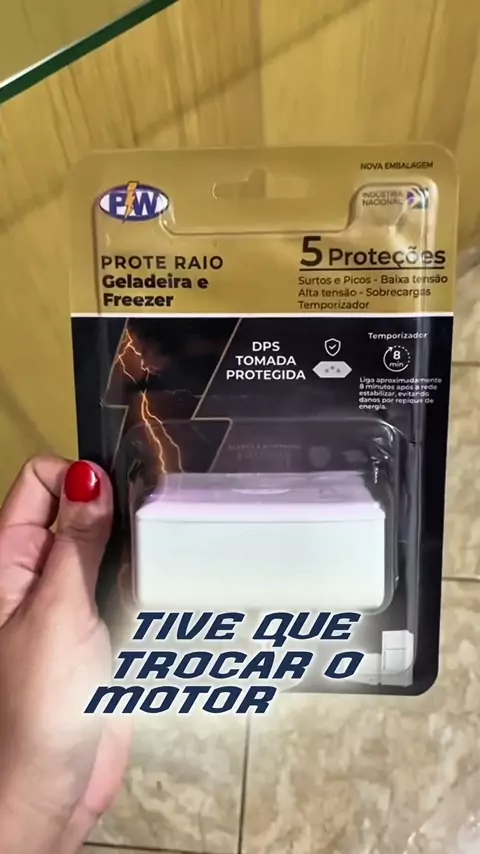 NOVA EMBALAGEM
PW
INDÚSTRIA
NACIONAL
PROTE RAIO
Geladeira e
Freezer
5 Proteções
Surtos e Picos - Baixa tensão
Alta tensão - Sobrecargas
Temporizador
DPS
TOMADA
PROTEGIDA
Temporizador
8
min
Liga aproximadamente
8 minutos após a rede
estabilizar, evitando
danos por repique de
energia.
TIVE QUE
TROCAR O
MOTOR